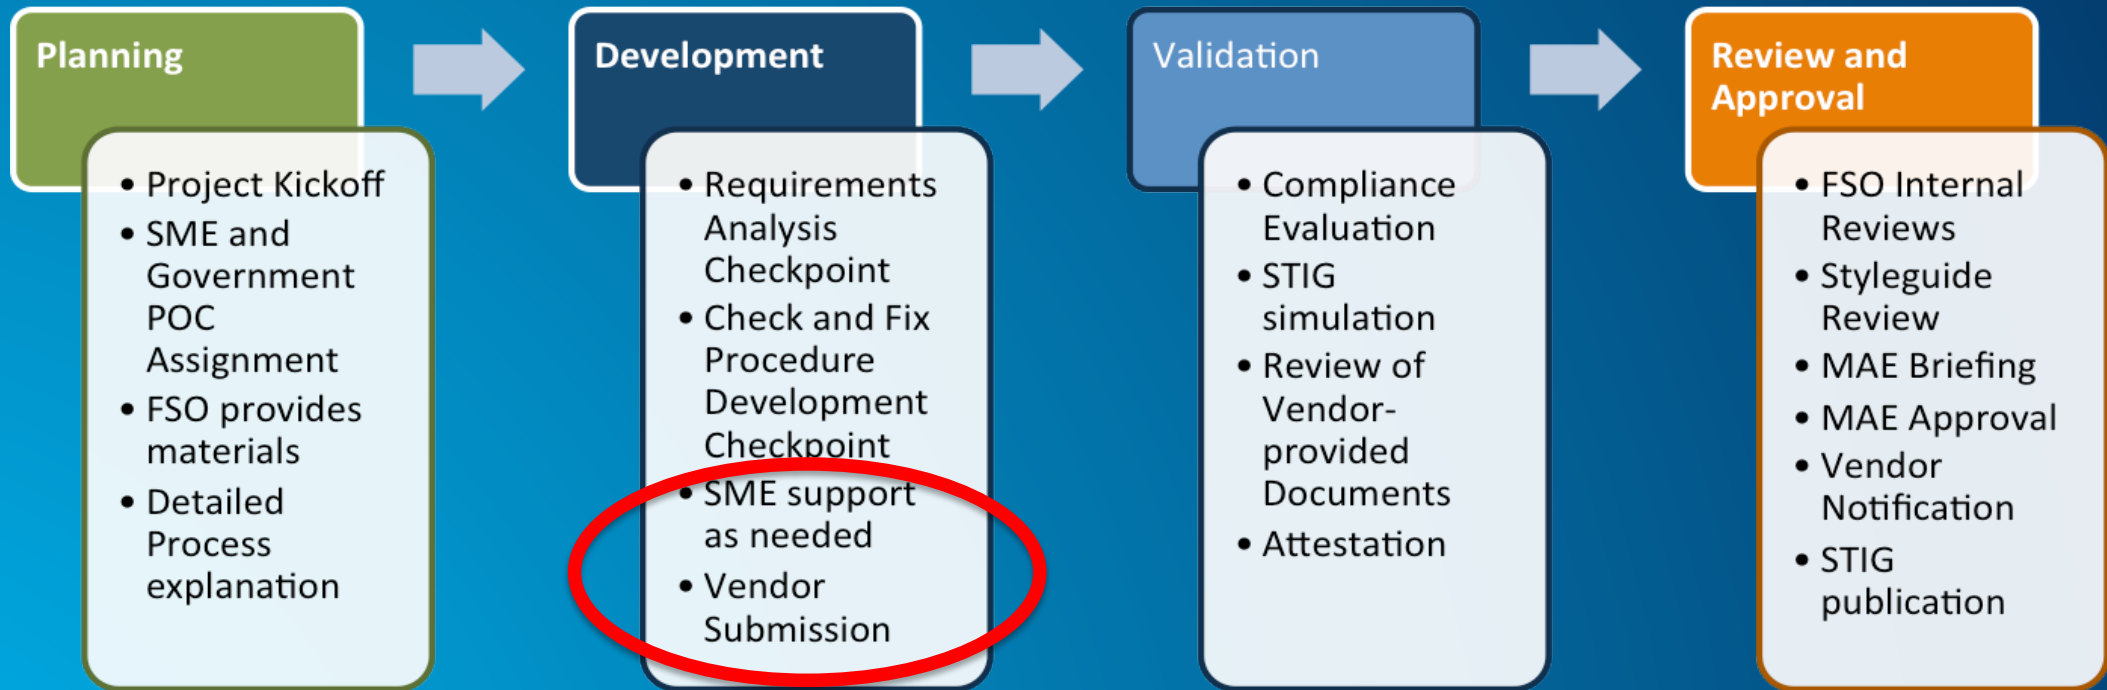 Planning
• Project Kickoff
• SME and
Government
POC
Assignment
• FSO provides
materials
• Detailed
Process
explanation
Development
• Requirements
Analysis
Checkpoint
• Check and Fix
Procedure
Development
Checkpoint
• SME support
as needed
• Vendor
Submission
Validation
• Compliance
Evaluation
• STIG
simulation
• Review of
Vendor-
provided
Documents
• Attestation
Review and
Approval
• FSO Internal
Reviews
• Styleguide
Review
• MAE Briefing
• MAE Approval
• Vendor
Notification
• STIG
publication